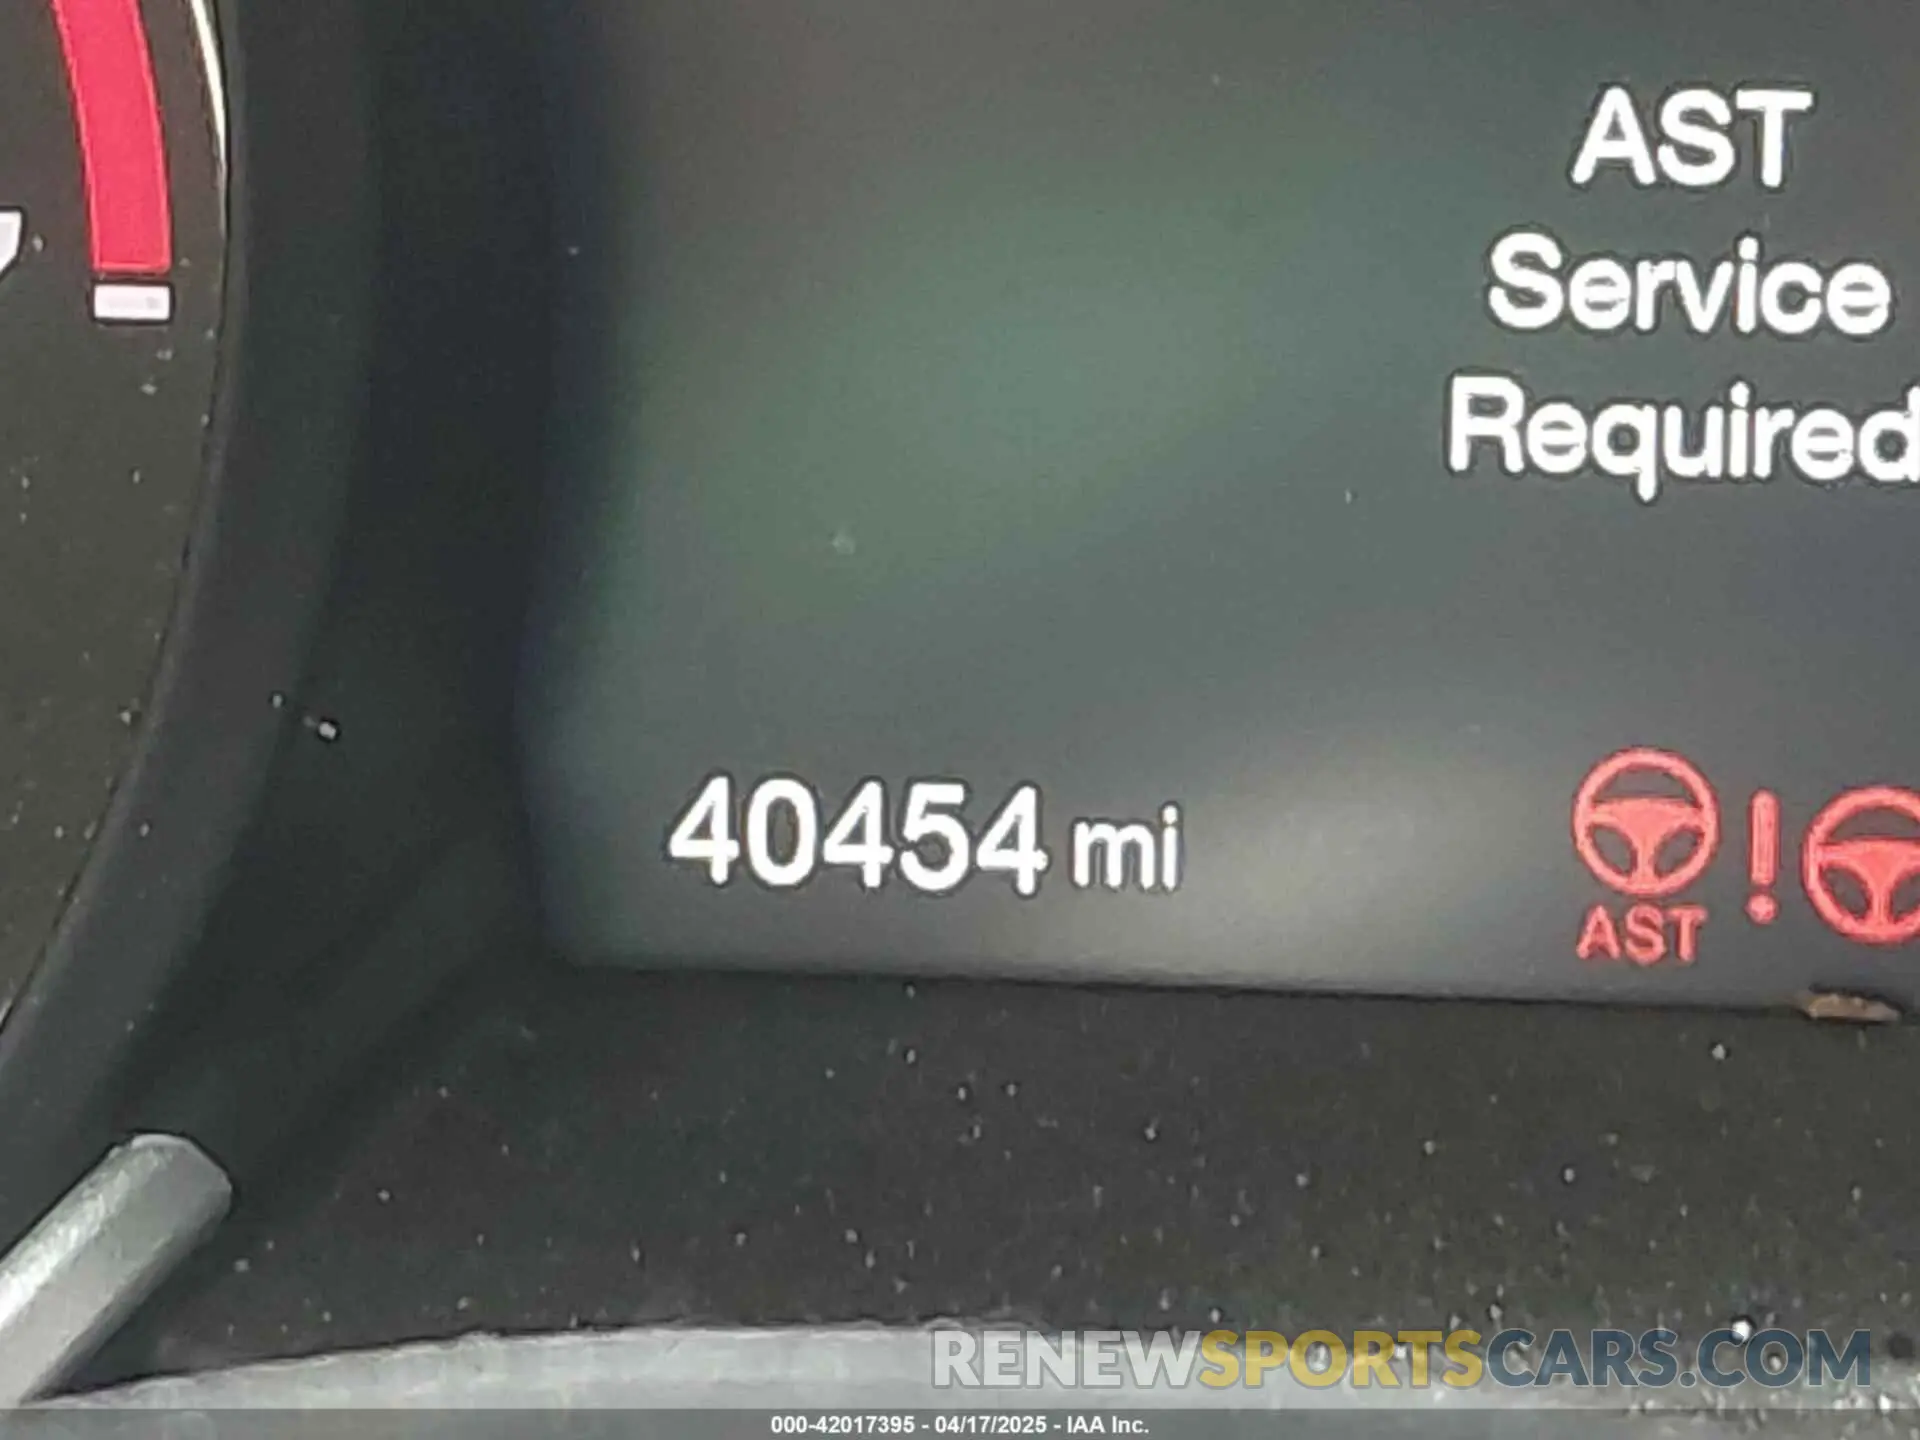 AST
Service
Required
40454 mi
AST !
RENEWSPORTSCARS.COM
000-42017395 - 04/17/2025 - IAA Inc.